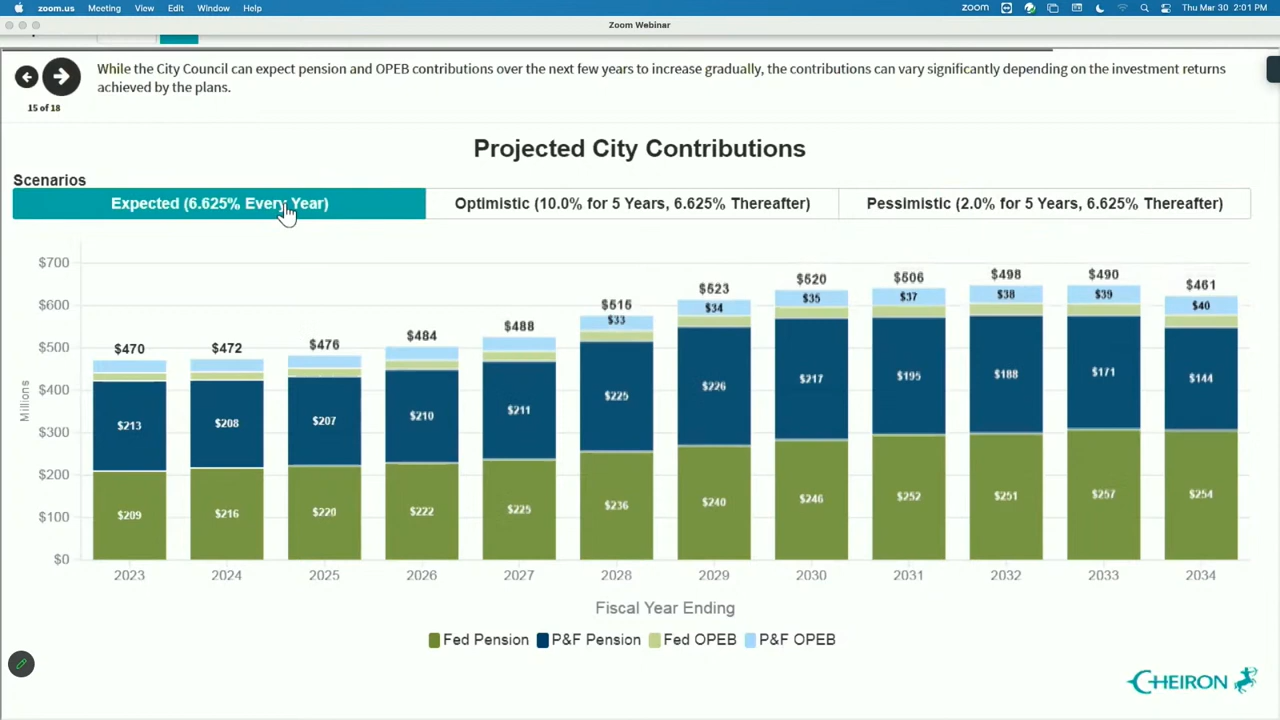 zoom.us Meeting View Edit Window Help
zoom Thu Mar 30 2:01 PM
Zoom Webinar
While the City Council can expect pension and OPEB contributions over the next few years to increase gradually, the contributions can vary significantly depending on the investment returns
achieved by the plans.
15 of 18
Projected City Contributions
Scenarios
Expected (6.625% Every Year) Optimistic (10.0% for 5 Years, 6.625% Thereafter) Pessimistic (2.0% for 5 Years, 6.625% Thereafter)
Millions
$700
$600
$500
$400
$300
$200
$100
$0
$470 $472 $476 $484 $488 $516 $523 $520 $506 $498 $490 $461
$33 $34 $35 $37 $38 $39 $40
$213 $208 $207 $210 $211 $225 $226 $217 $195 $188 $171 $144
$209 $216 $220 $222 $225 $236 $240 $246 $252 $251 $257 $254
2023 2024 2025 2026 2027 2028 2029 2030 2031 2032 2033 2034
Fiscal Year Ending
Fed Pension P&F Pension Fed OPEB P&F OPEB
CHEIRON